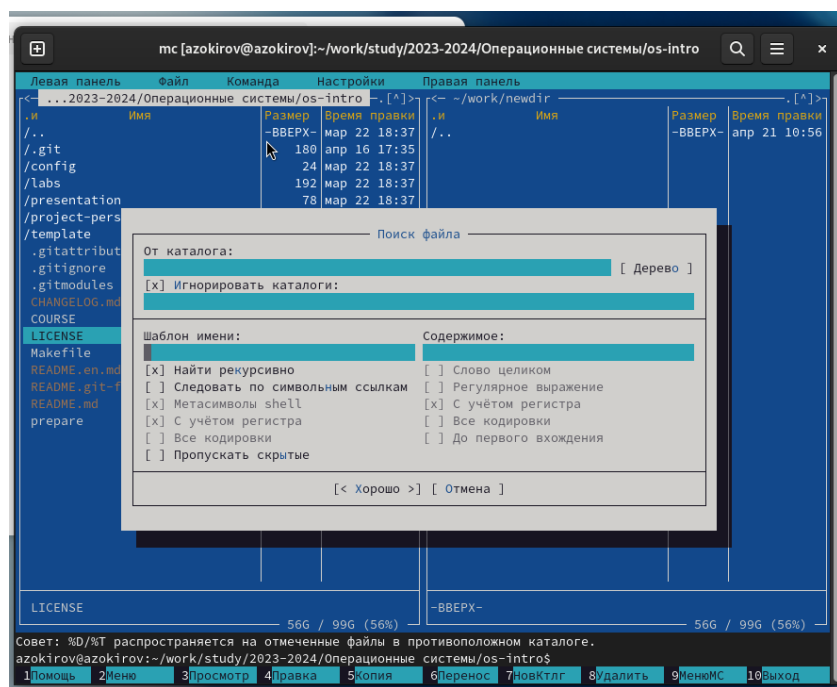 mc [azokirov@azokirov]:~/work/study/2023-2024/Операционные системы/os-intro
Левая панель Файл Команда Настройки Правая панель
<— ...2023-2024/Операционные системы/os-intro —.[^]>
.и Имя Размер Время правки
/.. -ВВЕРХ- мар 22 18:37
/.git 180 апр 16 17:35
/config 24 мар 22 18:37
/labs 192 мар 22 18:37
/presentation 78 мар 22 18:37
/project-pers
/template
.gitattribut
.gitignore
.gitmodules
CHANGELOG.md
COURSE
LICENSE
Makefile
README.en.md
README.git-f
README.md
prepare
LICENSE
56G / 99G (56%)
<— ~/work/newdir —.[^]>
.и Имя Размер Время правки
/.. -ВВЕРХ- апр 21 10:56
-ВВЕРХ-
56G / 99G (56%)
Поиск файла
От каталога:
[ Дерево ]
[x] Игнорировать каталоги:
Шаблон имени:
[x] Найти рекурсивно
[ ] Следовать по символьным ссылкам
[x] Метасимволы shell
[x] С учётом регистра
[ ] Все кодировки
[ ] Пропускать скрытые
Содержимое:
[ ] Слово целиком
[ ] Регулярное выражение
[x] С учётом регистра
[ ] Все кодировки
[ ] До первого вхождения
[< Хорошо >] [ Отмена ]
Совет: %D/%T распространяется на отмеченные файлы в противоположном каталоге.
azokirov@azokirov:~/work/study/2023-2024/Операционные системы/os-intro$
1Помощь 2Меню 3Просмотр 4Правка 5Копия 6Перенос 7НовКтлг 8Удалить 9МенюМС 10Выход